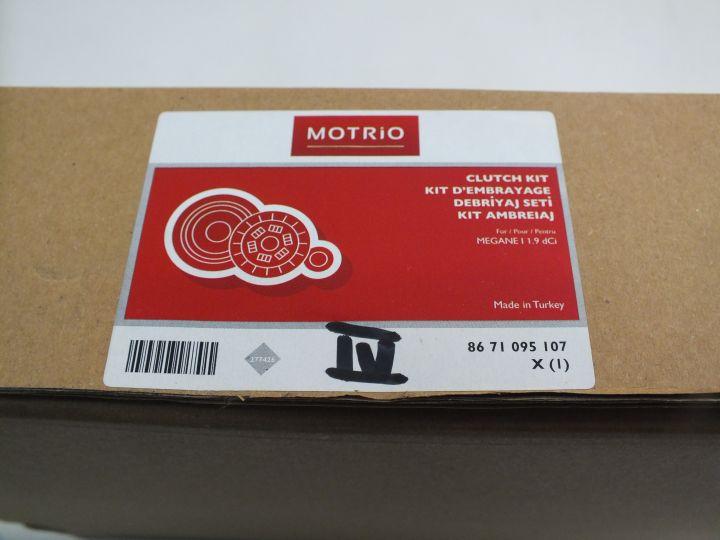 MOTRiO
CLUTCH KIT
KIT D'EMBRAYAGE
DEBRİYAJ SETİ
KIT AMBREIAJ
For / Pour / Pentru
MEGANE I 1.9 dCi
Made in Turkey
177426
IV
86 71 095 107
X (1)